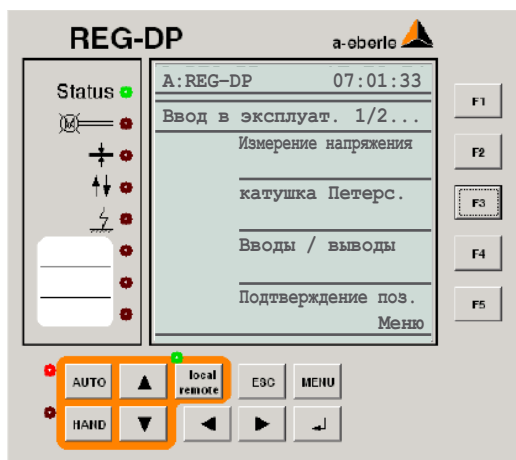 REG-DP
a-eberle
Status
A:REG-DP 07:01:33
Ввод в эксплуат. 1/2...
Измерение напряжения
катушка Петерс.
Вводы / выводы
Подтверждение поз.
Меню
F1
F2
F3
F4
F5
M
AUTO
local
remote
ESC
MENU
HAND